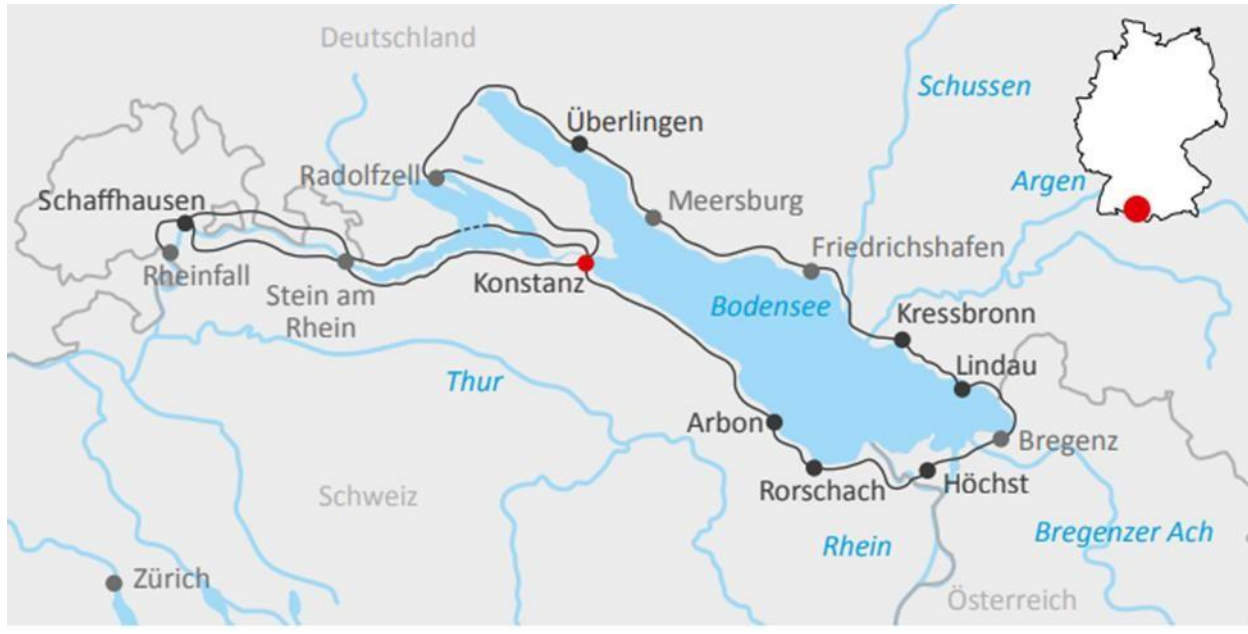 Deutschland
Schussen
Überlingen
Argen
Radolfzell
Schaffhausen
Meersburg
Friedrichshafen
Rheinfall
Konstanz
Stein am
Rhein
Bodensee
Kressbronn
Lindau
Thur
Arbon
Bregenz
Rorschach
Höchst
Schweiz
Rhein
Bregenzer Ach
Zürich
Österreich